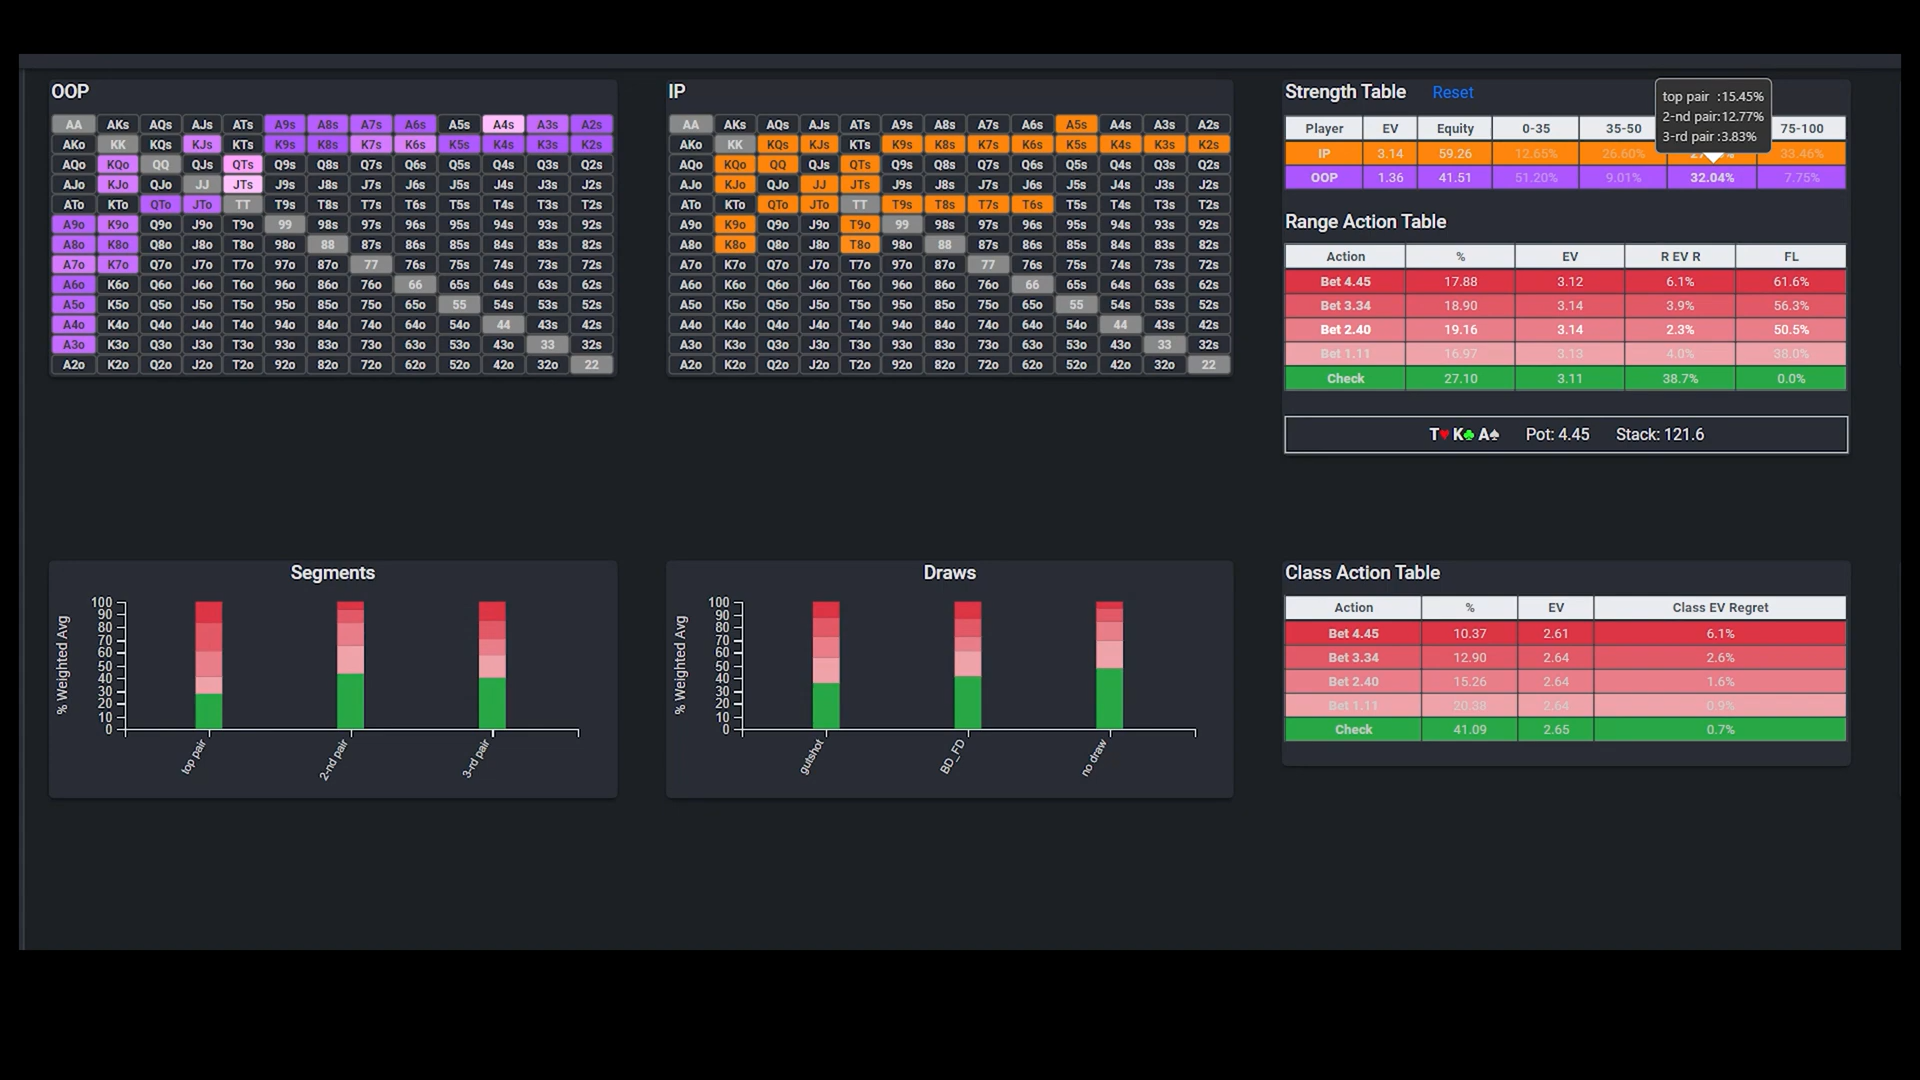 OOP
AA AKs AQs AJs ATs A9s A8s A7s A6s A5s A4s A3s A2s
AKo KK KQs KJs KTs K9s K8s K7s K6s K5s K4s K3s K2s
AQo KQo QQ QJs QTs Q9s Q8s Q7s Q6s Q5s Q4s Q3s Q2s
AJo KJo QJo JJ JTs J9s J8s J7s J6s J5s J4s J3s J2s
ATo KTo QTo JTo TT T9s T8s T7s T6s T5s T4s T3s T2s
A9o K9o Q9o J9o T9o 99 98s 97s 96s 95s 94s 93s 92s
A8o K8o Q8o J8o T8o 98o 88 87s 86s 85s 84s 83s 82s
A7o K7o Q7o J7o T7o 97o 87o 77 76s 75s 74s 73s 72s
A6o K6o Q6o J6o T6o 96o 86o 76o 66 65s 64s 63s 62s
A5o K5o Q5o J5o T5o 95o 85o 75o 65o 55 54s 53s 52s
A4o K4o Q4o J4o T4o 94o 84o 74o 64o 54o 44 43s 42s
A3o K3o Q3o J3o T3o 93o 83o 73o 63o 53o 43o 33 32s
A2o K2o Q2o J2o T2o 92o 82o 72o 62o 52o 42o 32o 22
IP
AA AKs AQs AJs ATs A9s A8s A7s A6s A5s A4s A3s A2s
AKo KK KQs KJs KTs K9s K8s K7s K6s K5s K4s K3s K2s
AQo KQo QQ QJs QTs Q9s Q8s Q7s Q6s Q5s Q4s Q3s Q2s
AJo KJo QJo JJ JTs J9s J8s J7s J6s J5s J4s J3s J2s
ATo KTo QTo JTo TT T9s T8s T7s T6s T5s T4s T3s T2s
A9o K9o Q9o J9o T9o 99 98s 97s 96s 95s 94s 93s 92s
A8o K8o Q8o J8o T8o 98o 88 87s 86s 85s 84s 83s 82s
A7o K7o Q7o J7o T7o 97o 87o 77 76s 75s 74s 73s 72s
A6o K6o Q6o J6o T6o 96o 86o 76o 66 65s 64s 63s 62s
A5o K5o Q5o J5o T5o 95o 85o 75o 65o 55 54s 53s 52s
A4o K4o Q4o J4o T4o 94o 84o 74o 64o 54o 44 43s 42s
A3o K3o Q3o J3o T3o 93o 83o 73o 63o 53o 43o 33 32s
A2o K2o Q2o J2o T2o 92o 82o 72o 62o 52o 42o 32o 22
Strength Table Reset
top pair :15.45%
2-nd pair:12.77%
3-rd pair :3.83%
Player EV Equity 0-35 35-50 75-100
IP 3.14 59.26 12.65% 26.60% 33.46%
OOP 1.36 41.51 51.20% 9.01% 32.04% 7.75%
Range Action Table
Action % EV R EV R FL
Bet 4.45 17.88 3.12 6.1% 61.6%
Bet 3.34 18.90 3.14 3.9% 56.3%
Bet 2.40 19.16 3.14 2.3% 50.5%
Bet 1.11 16.97 3.13 4.0% 38.0%
Check 27.10 3.11 38.7% 0.0%
T♥ K♣ A♠ Pot: 4.45 Stack: 121.6
Segments
% Weighted Avg
100
90
80
70
60
50
40
30
20
10
0
top pair
2-nd pair
3-rd pair
Draws
% Weighted Avg
100
90
80
70
60
50
40
30
20
10
0
gutshot
BD_FD
no draw
Class Action Table
Action % EV Class EV Regret
Bet 4.45 10.37 2.61 6.1%
Bet 3.34 12.90 2.64 2.6%
Bet 2.40 15.26 2.64 1.6%
Bet 1.11 20.38 2.64 0.9%
Check 41.09 2.65 0.7%